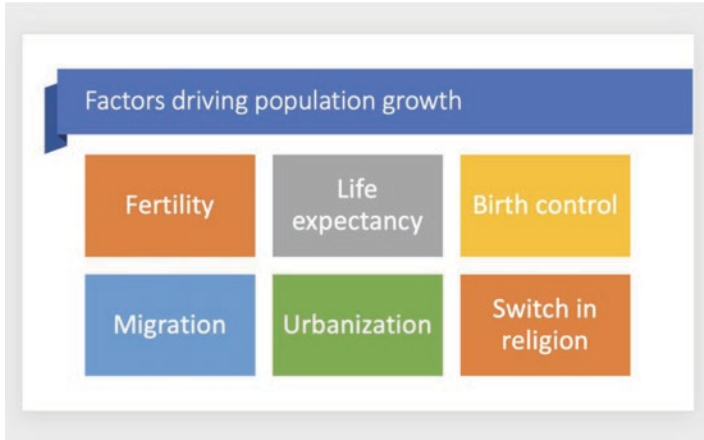 Factors driving population growth
Fertility
Life
expectancy
Birth control
Migration
Urbanization
Switch in
religion